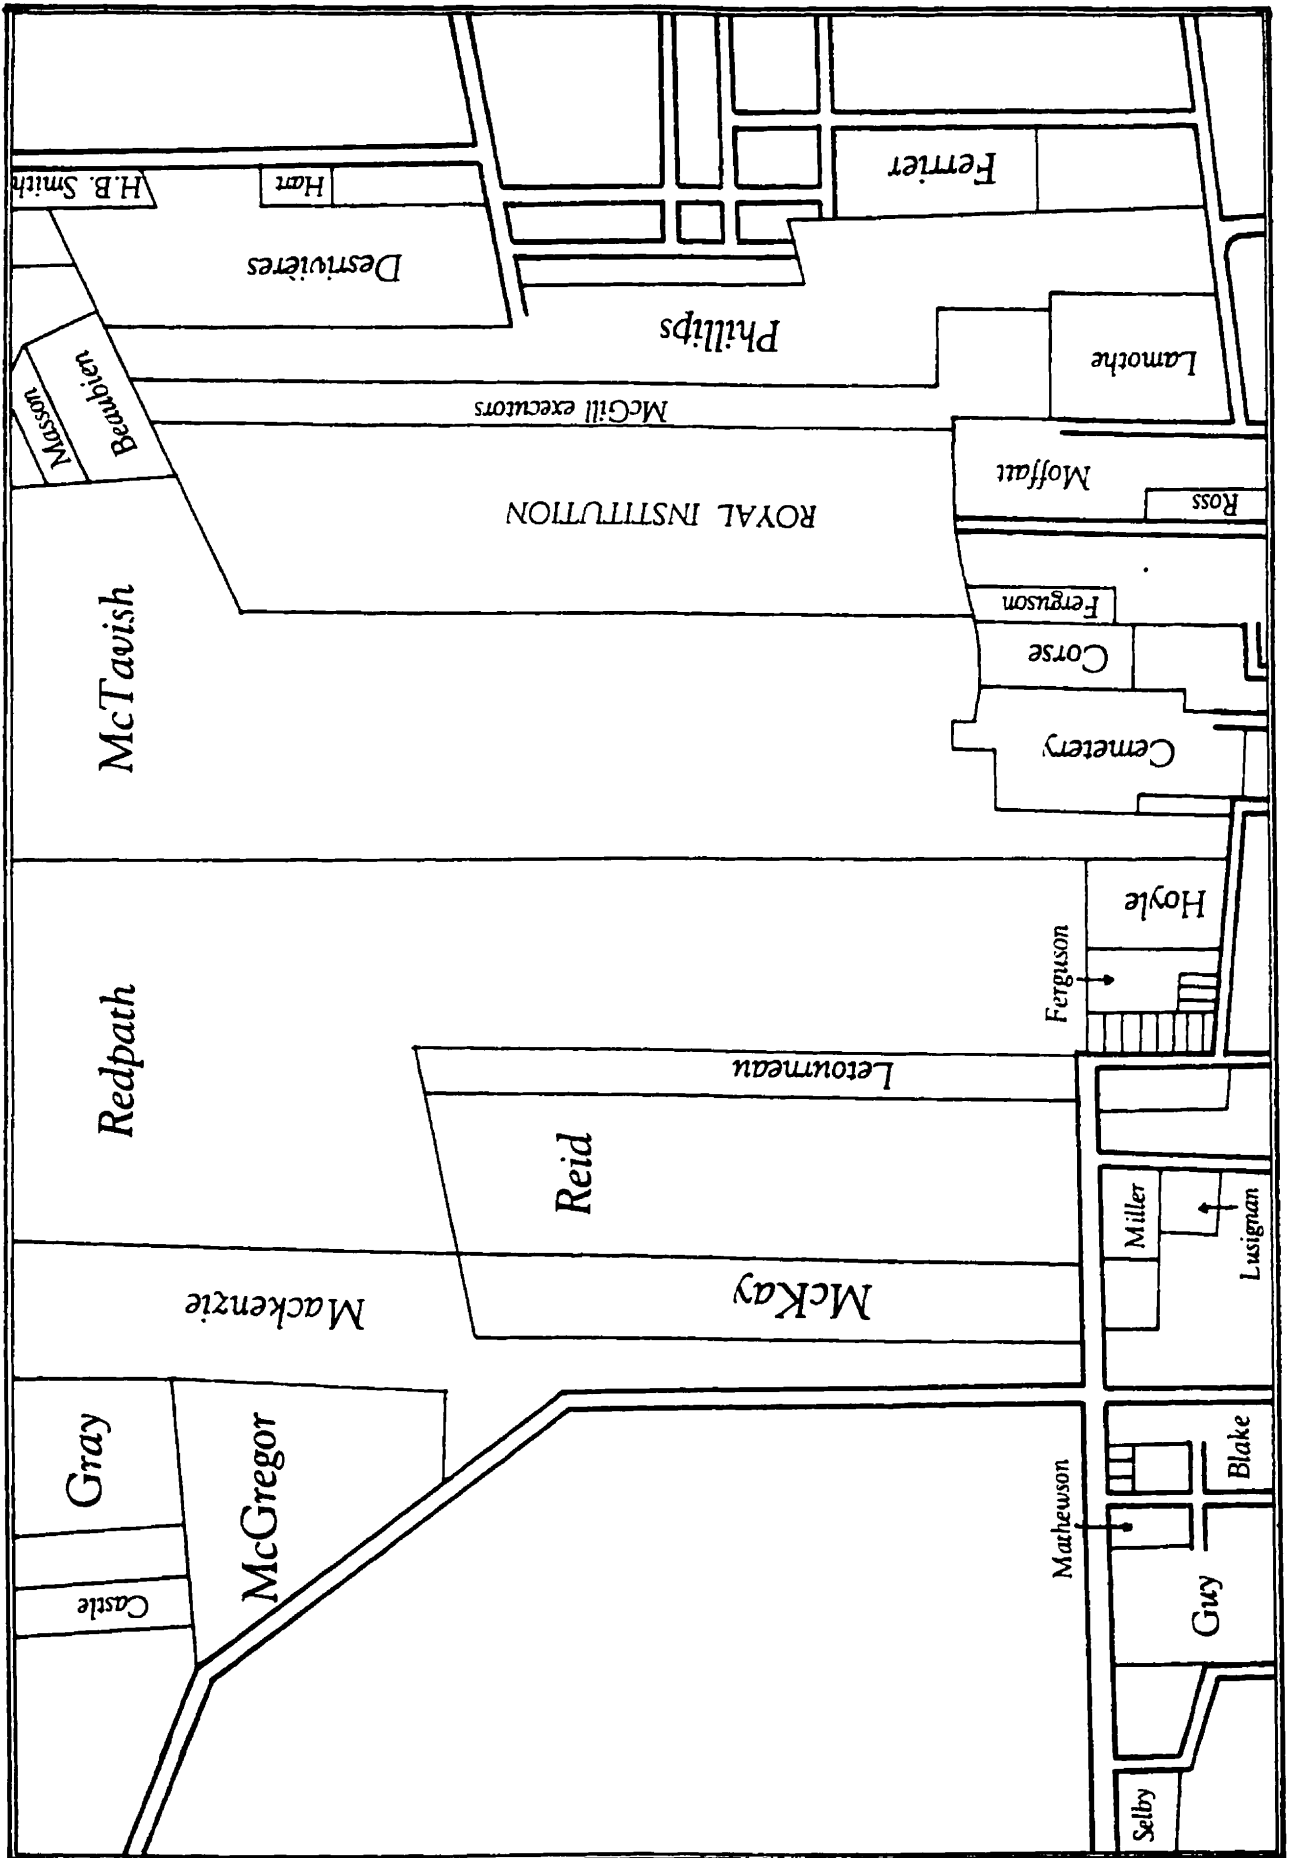 H.B. Smith
Hart
Ferrier
Desrivières
Phillips
Lamothe
Beaubien
Masson
McGill executors
Moffatt
Ross
ROYAL INSTITUTION
McTavish
Ferguson
Corse
Cemetery
Hoyle
Ferguson
Redpath
Letourneau
Reid
Miller
Lusignan
Mackenzie
McKay
Gray
McGregor
Blake
Mathewson
Castle
Guy
Selby